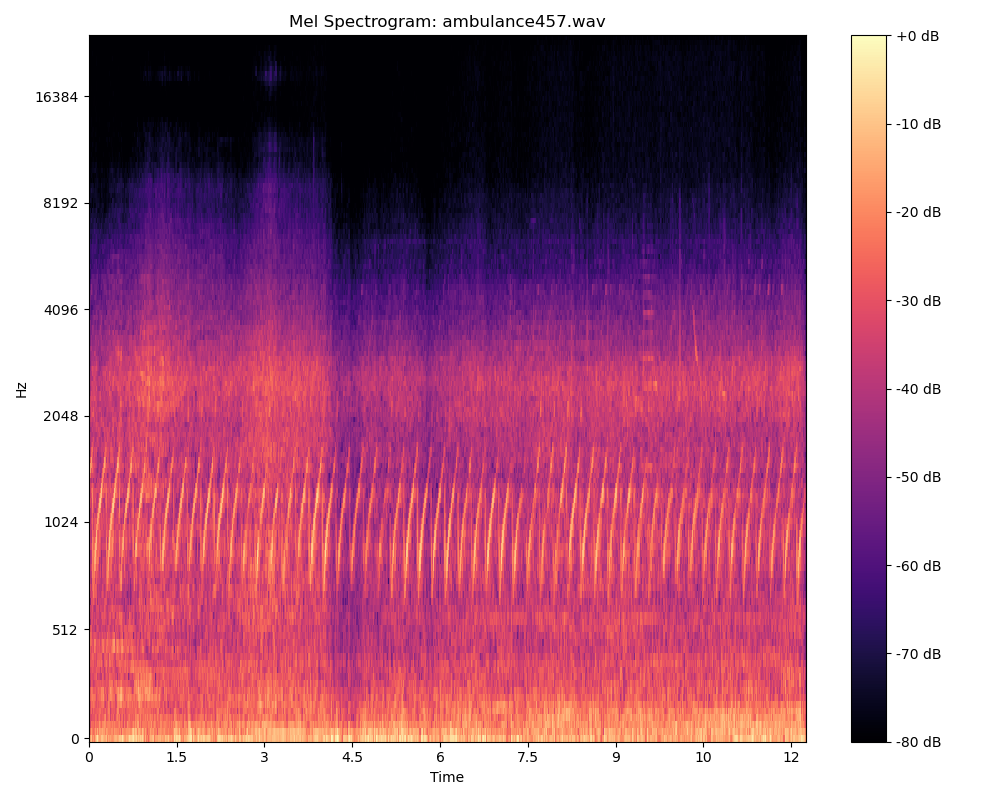 Mel Spectrogram: ambulance457.wav
+0 dB
16384
-10 dB
8192
-20 dB
4096
-30 dB
Hz
2048
-40 dB
1024
-50 dB
512
-60 dB
0
-70 dB
-80 dB
0 1.5 3 4.5 6 7.5 9 10 12
Time